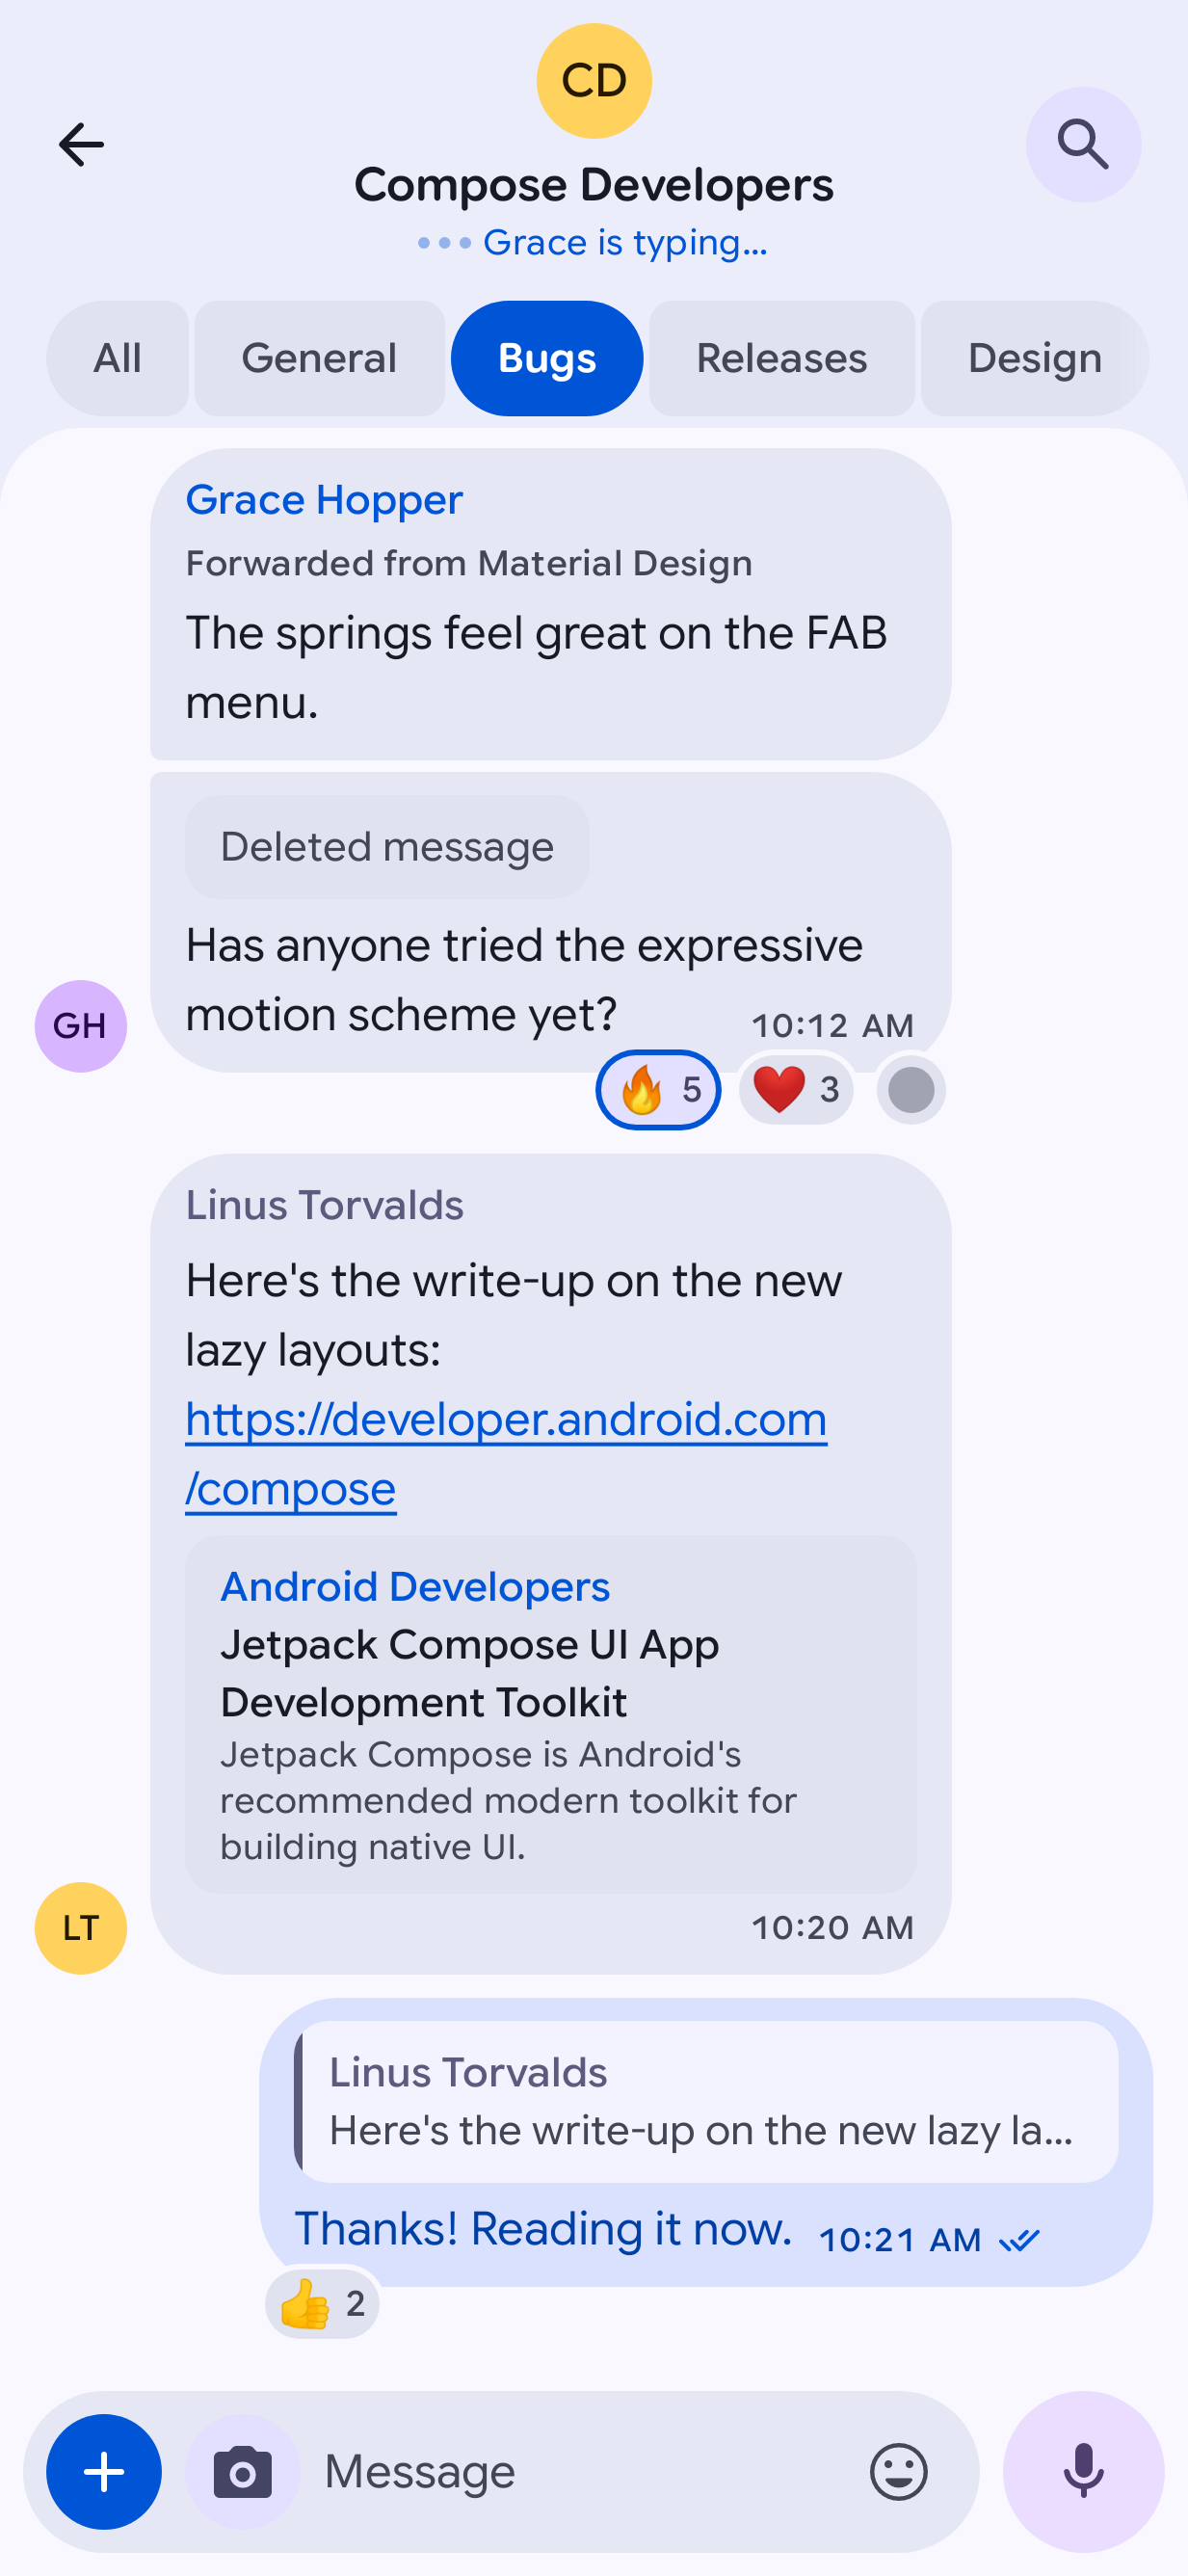 CD
Compose Developers
Grace is typing...
All
General
Bugs
Releases
Design
Grace Hopper
Forwarded from Material Design
The springs feel great on the FAB
menu.
Deleted message
Has anyone tried the expressive
motion scheme yet?
10:12 AM
GH
🔥 5
❤️ 3
Linus Torvalds
Here's the write-up on the new
lazy layouts:
https://developer.android.com
/compose
Android Developers
Jetpack Compose UI App
Development Toolkit
Jetpack Compose is Android's
recommended modern toolkit for
building native UI.
10:20 AM
LT
Linus Torvalds
Here's the write-up on the new lazy la...
Thanks! Reading it now.
10:21 AM
👍 2
Message